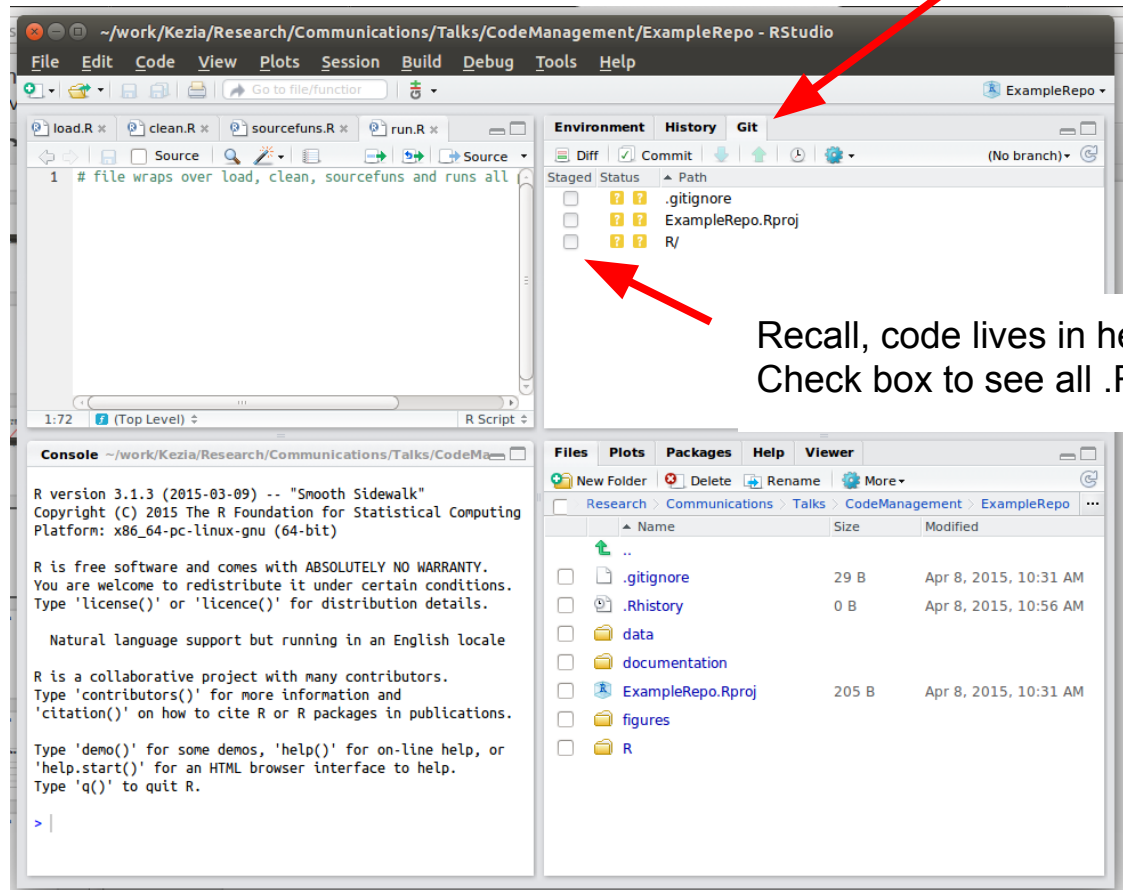 ~/work/Kezia/Research/Communications/Talks/CodeManagement/ExampleRepo - RStudio
File Edit Code View Plots Session Build Debug Tools Help
Go to file/function
ExampleRepo
load.R clean.R sourcefuns.R run.R
Source Source
1 # file wraps over load, clean, sourcefuns and runs all
1:72 (Top Level) R Script
Environment History Git
Diff Commit (No branch)
Staged Status Path
? ? .gitignore
? ? ExampleRepo.Rproj
? ? R/
Recall, code lives in
Check box to see all
Console ~/work/Kezia/Research/Communications/Talks/
R version 3.1.3 (2015-03-09) -- "Smooth Sidewalk"
Copyright (C) 2015 The R Foundation for Statistical Computing
Platform: x86_64-pc-linux-gnu (64-bit)
R is free software and comes with ABSOLUTELY NO WARRANTY.
You are welcome to redistribute it under certain conditions.
Type 'license()' or 'licence()' for distribution details.
Natural language support but running in an English locale
R is a collaborative project with many contributors.
Type 'contributors()' for more information and
'citation()' on how to cite R or R packages in publications.
Type 'demo()' for some demos, 'help()' for on-line help, or
'help.start()' for an HTML browser interface to help.
Type 'q()' to quit R.
>
Files Plots Packages Help Viewer
New Folder Delete Rename More
Research Communications Talks CodeManagement ExampleRepo ...
Name Size Modified
..
.gitignore 29 B Apr 8, 2015, 10:31 AM
.Rhistory 0 B Apr 8, 2015, 10:56 AM
data
documentation
ExampleRepo.Rproj 205 B Apr 8, 2015, 10:31 AM
figures
R